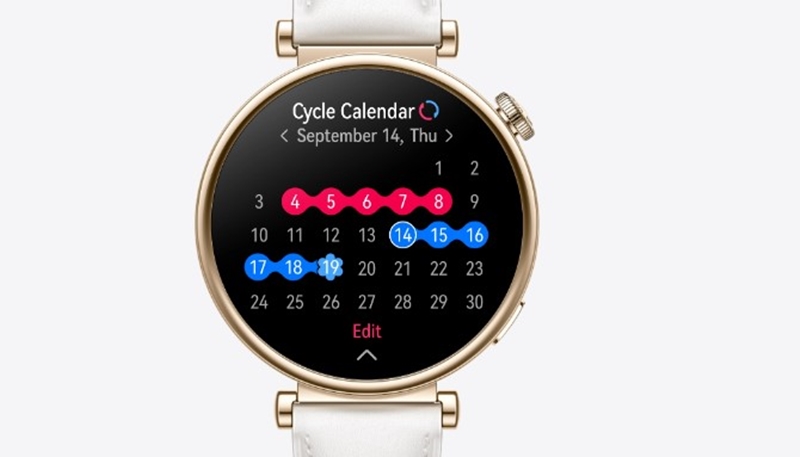 Cycle Calendar
< September 14, Thu >
1 2
3 4 5 6 7 8 9
10 11 12 13 14 15 16
17 18 19 20 21 22 23
24 25 26 27 28 29 30
Edit